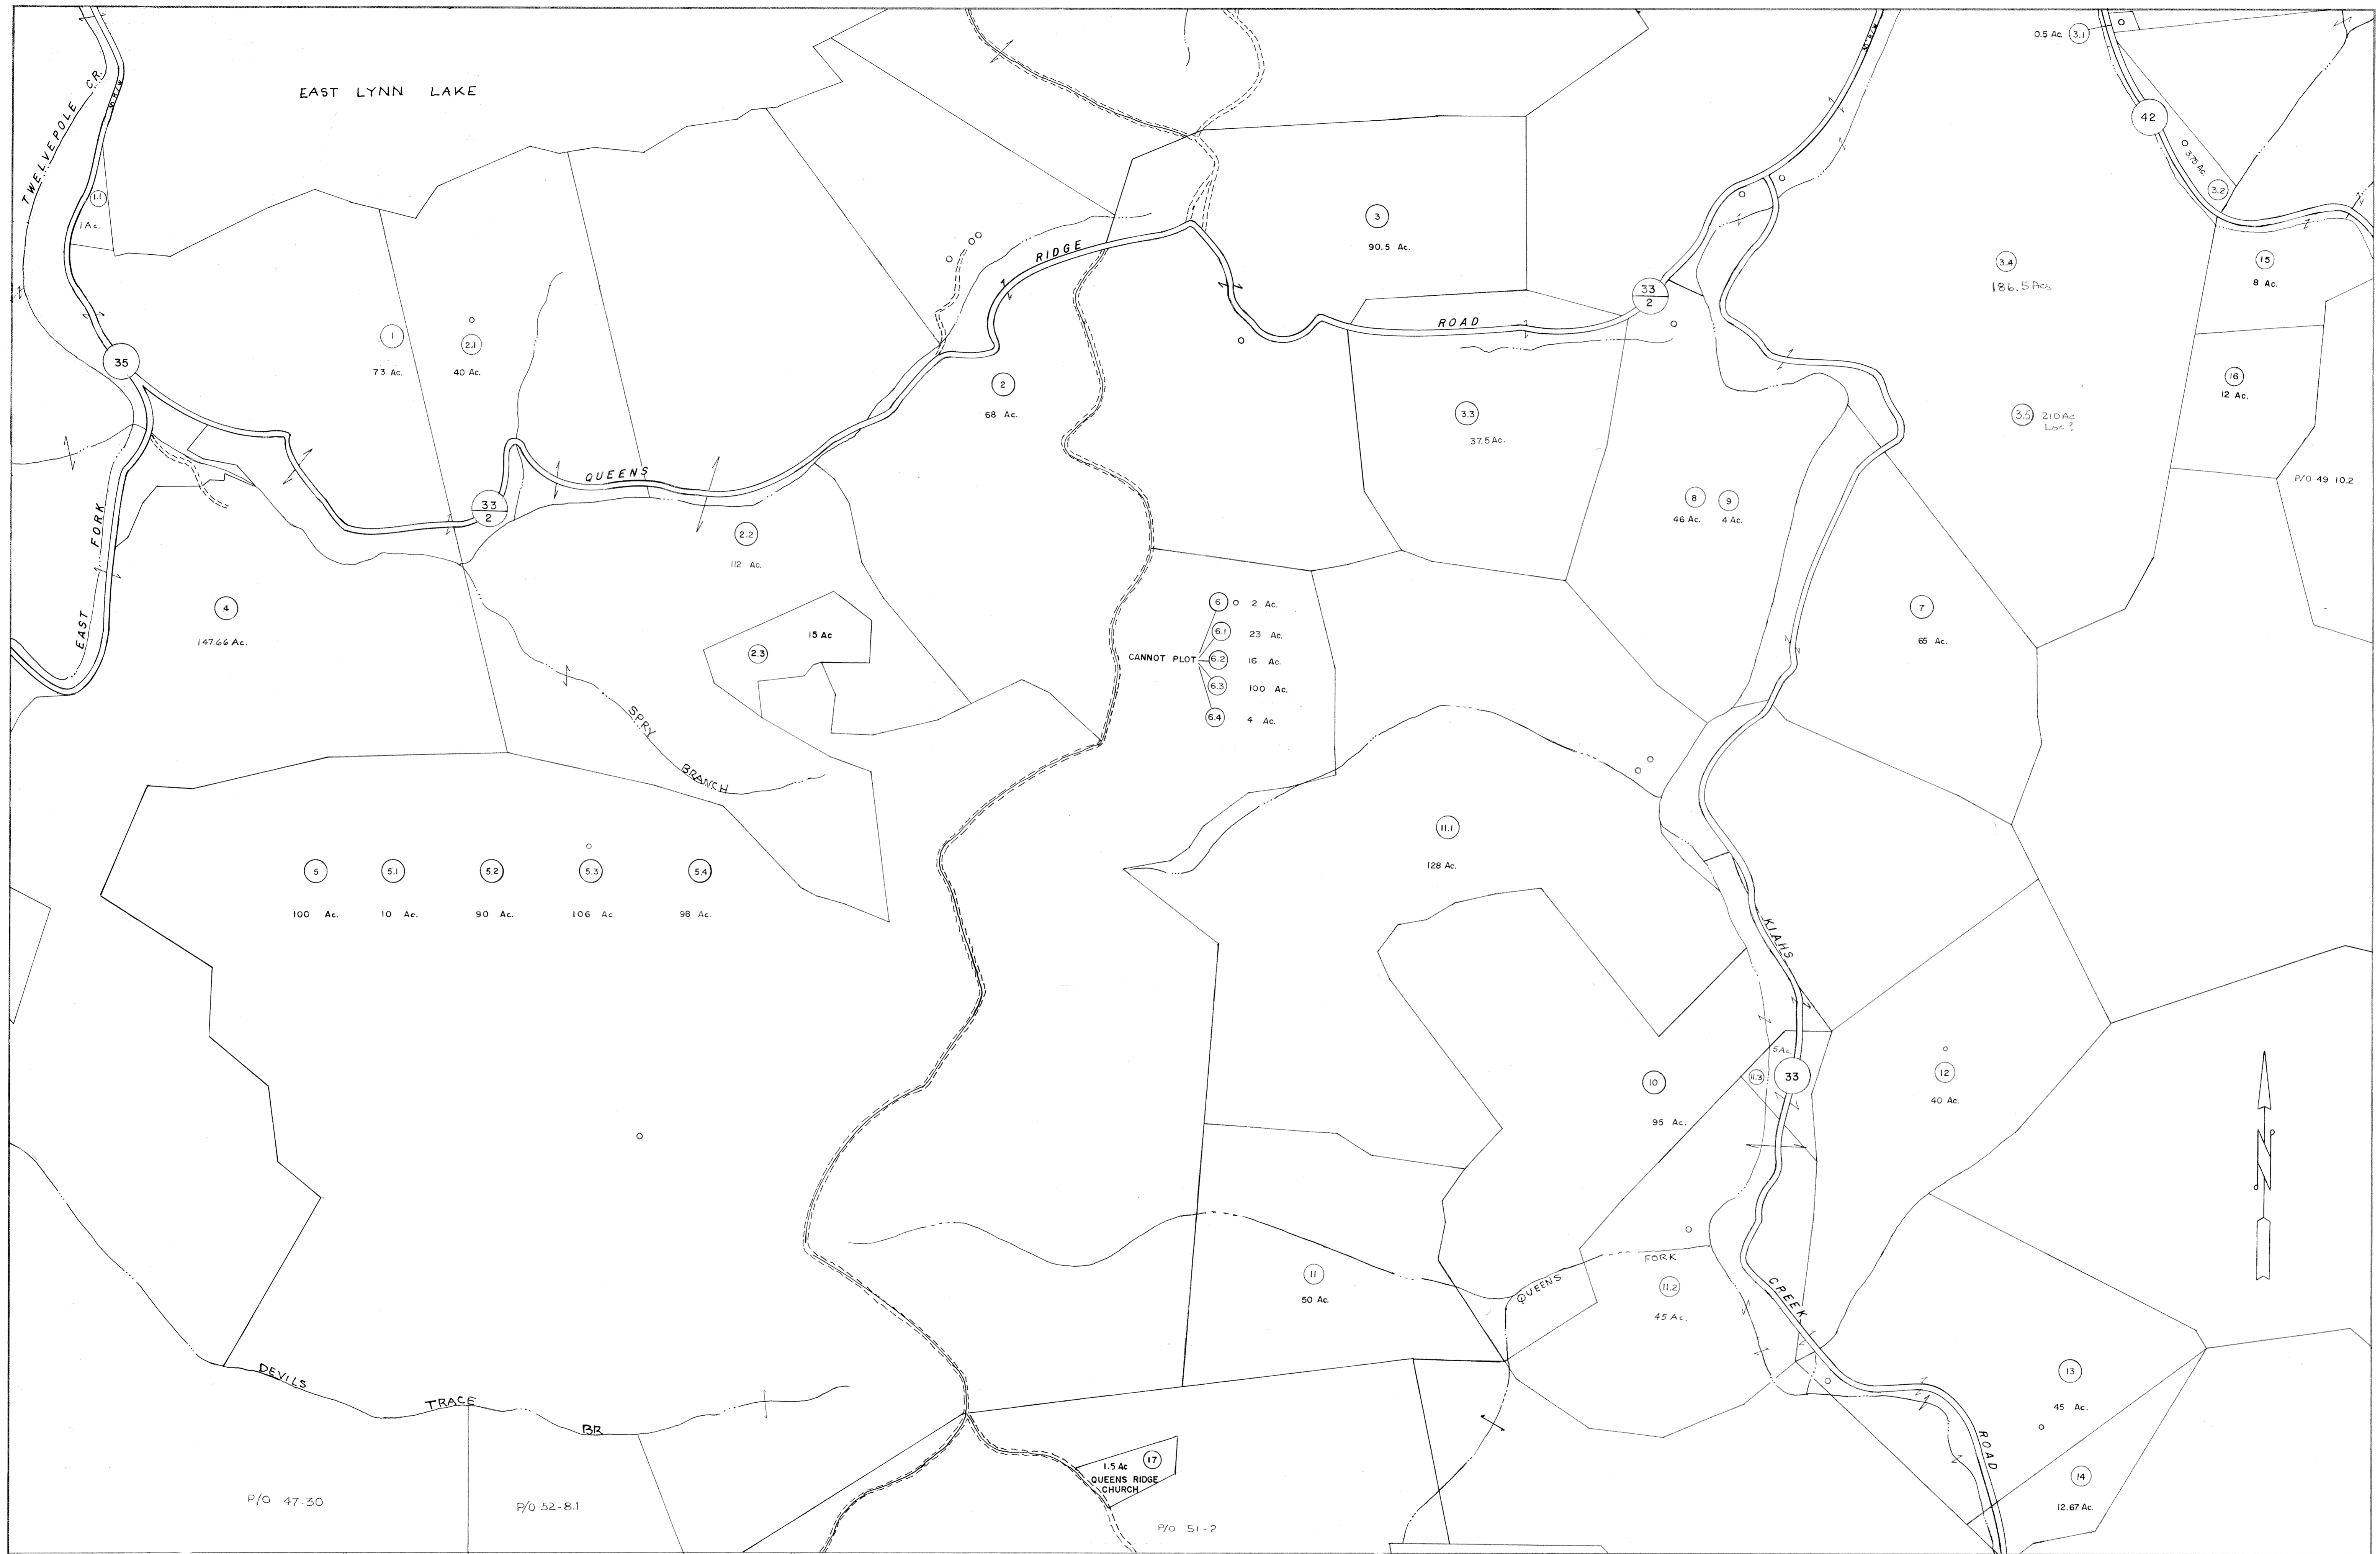 0.5 Ac. 3.1
50' R/W
50' R/W
TWELVEPOLE CR.
EAST LYNN LAKE
42
3.75 Ac.
3.2
1.1
1 Ac.
3
90.5 Ac.
RIDGE
3.4
186.5 Acs
15
8 Ac.
33
2
ROAD
35
1
73 Ac.
2.1
40 Ac.
2
68 Ac.
16
12 Ac.
3.3
37.5 Ac.
3.5 210 Ac
Loc?
QUEENS
P/O 49 10.2
33
2
8
46 Ac.
9
4 Ac.
2.2
112 Ac.
EAST FORK
4
147.66 Ac.
6 2 Ac.
6.1 23 Ac.
CANNOT PLOT 6.2 16 Ac.
6.3 100 Ac.
6.4 4 Ac.
7
65 Ac.
15 Ac
2.3
SPRY
BRANCH
11.1
128 Ac.
5 5.1 5.2 5.3 5.4
100 Ac. 10 Ac. 90 Ac. 106 Ac 98 Ac.
KIAHS
5 Ac.
11.3
33
10
95 Ac.
12
40 Ac.
N
FORK
QUEENS
11
50 Ac.
11.2
45 Ac.
CREEK
DEVILS
TRACE
BR
13
45 Ac.
ROAD
1.5 Ac 17
QUEENS RIDGE
CHURCH
14
12.67 Ac.
P/O 47-30
P/O 52-8.1
P/O 51-2